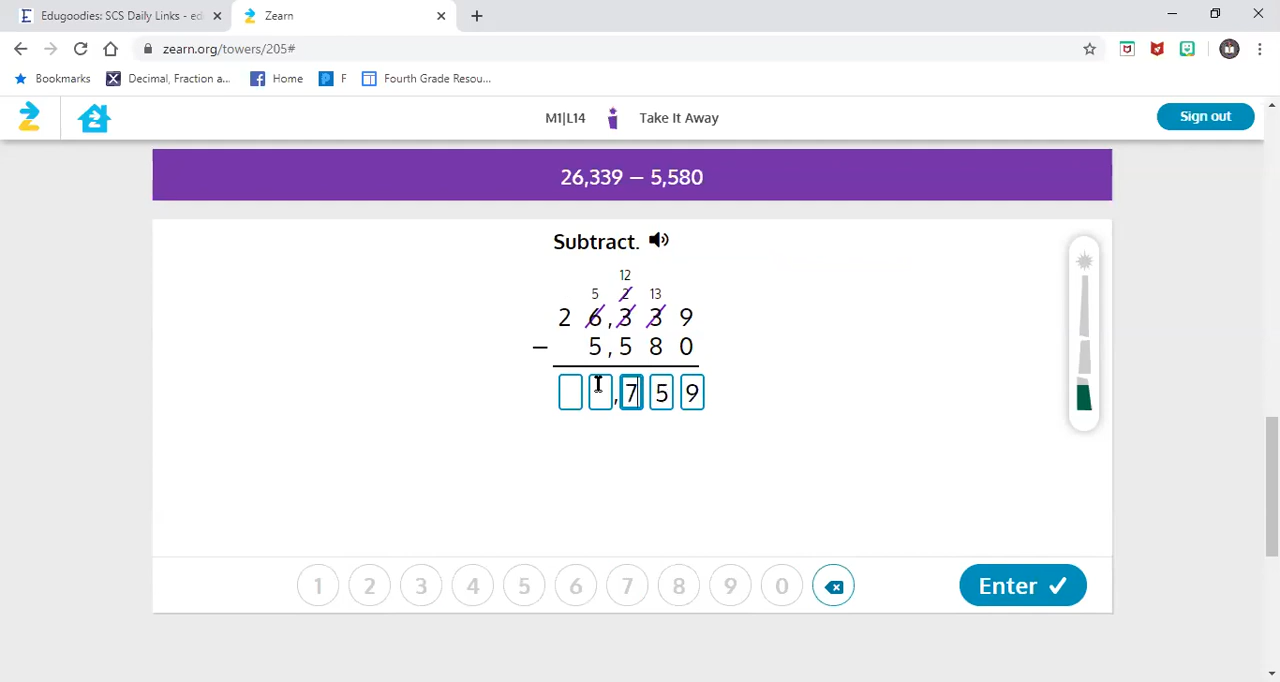 Edugoodies: SCS Daily Links - ed
Zearn
zearn.org/towers/205#
Bookmarks Decimal, Fraction a... Home F Fourth Grade Resou...
M1|L14 Take It Away Sign out
26,339 − 5,580
Subtract.
12
5 2 13
2 6,3 3 9
− 5,5 8 0
,7 5 9
1 2 3 4 5 6 7 8 9 0 Enter